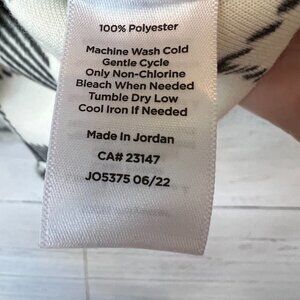 100% Polyester
Machine Wash Cold
Gentle Cycle
Only Non-Chlorine
Bleach When Needed
Tumble Dry Low
Cool Iron If Needed
Made In Jordan
CA# 23147
JO5375 06/22